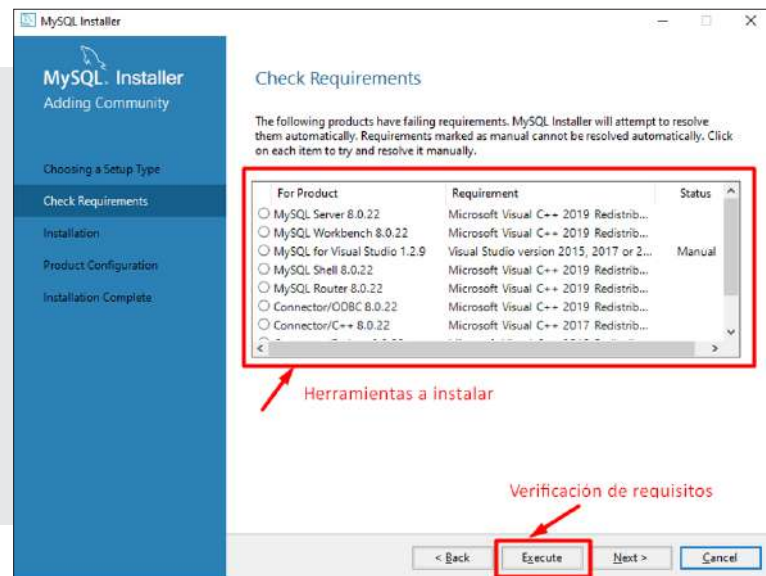 MySQL Installer
MySQL. Installer
Adding Community
Choosing a Setup Type
Check Requirements
Installation
Product Configuration
Installation Complete
Check Requirements
The following products have failing requirements. MySQL Installer will attempt to resolve
them automatically. Requirements marked as manual cannot be resolved automatically. Click
on each item to try and resolve it manually.
For Product Requirement Status
MySQL Server 8.0.22 Microsoft Visual C++ 2019 Redistrib...
MySQL Workbench 8.0.22 Microsoft Visual C++ 2019 Redistrib...
MySQL for Visual Studio 1.2.9 Visual Studio version 2015, 2017 or 2... Manual
MySQL Shell 8.0.22 Microsoft Visual C++ 2019 Redistrib...
MySQL Router 8.0.22 Microsoft Visual C++ 2019 Redistrib...
Connector/ODBC 8.0.22 Microsoft Visual C++ 2019 Redistrib...
Connector/C++ 8.0.22 Microsoft Visual C++ 2017 Redistrib...
Herramientas a instalar
Verificación de requisitos
< Back Execute Next > Cancel